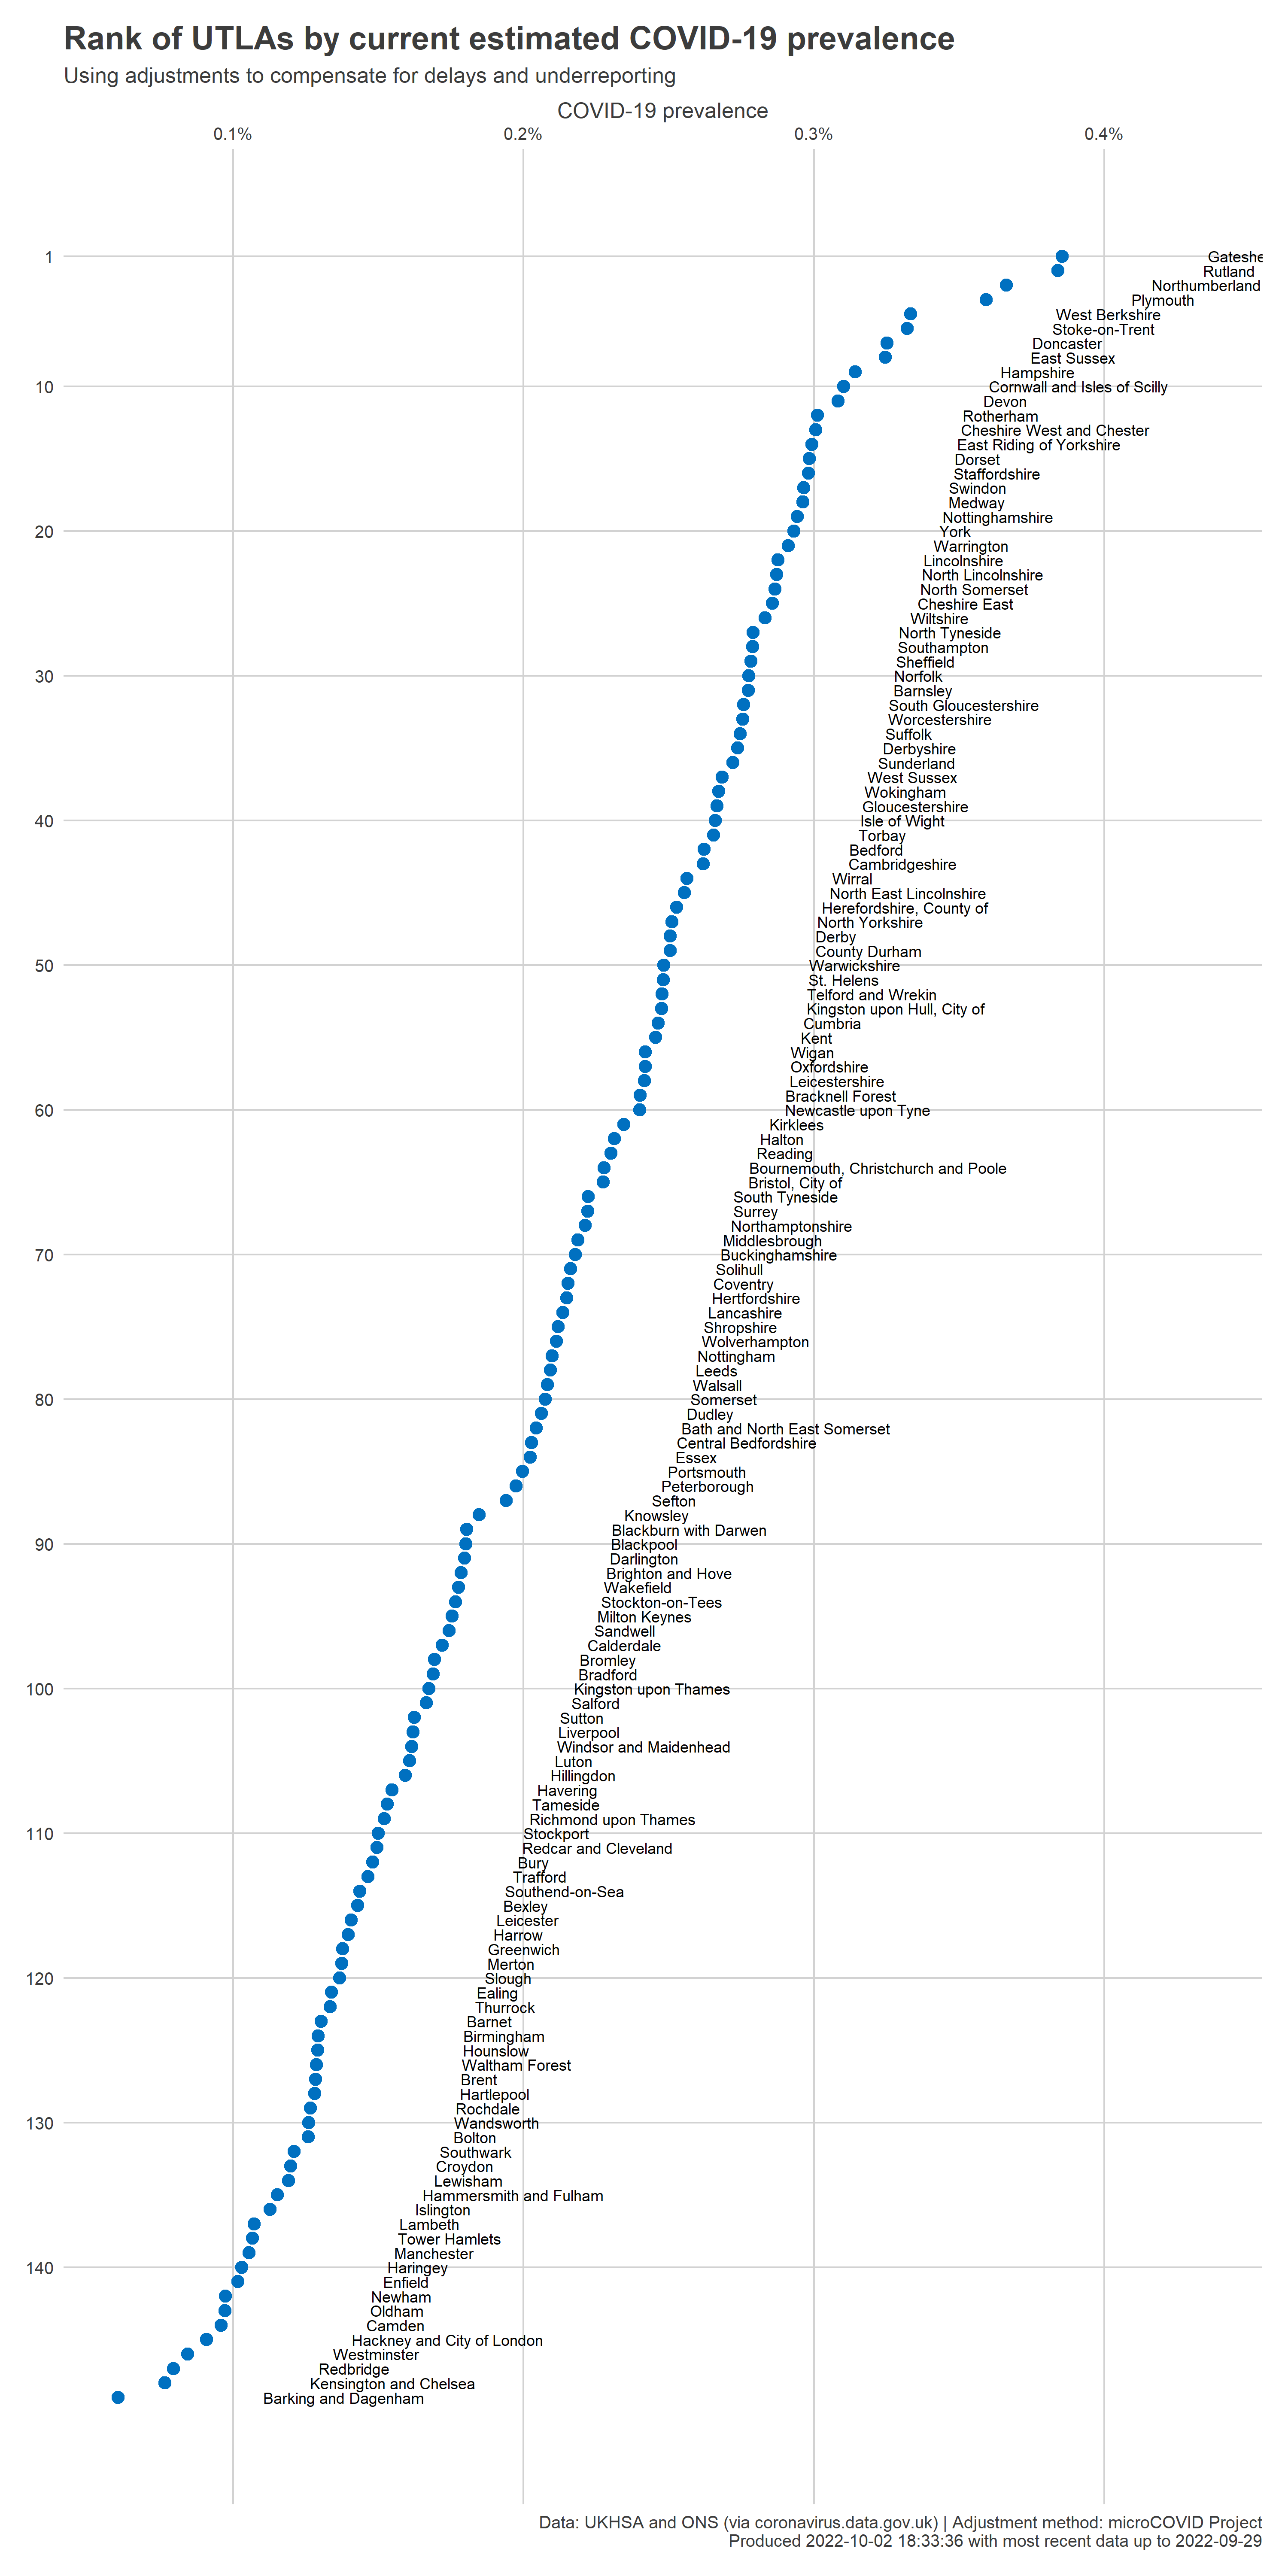 Rank of UTLAs by current estimated COVID-19 prevalence
Using adjustments to compensate for delays and underreporting
COVID-19 prevalence
0.1% 0.2% 0.3% 0.4%
1 Gateshe
Rutland
Northumberland
Plymouth
West Berkshire
Stoke-on-Trent
Doncaster
East Sussex
Hampshire
10 Cornwall and Isles of Scilly
Devon
Rotherham
Cheshire West and Chester
East Riding of Yorkshire
Dorset
Staffordshire
Swindon
Medway
Nottinghamshire
20 York
Warrington
Lincolnshire
North Lincolnshire
North Somerset
Cheshire East
Wiltshire
North Tyneside
Southampton
Sheffield
30 Norfolk
Barnsley
South Gloucestershire
Worcestershire
Suffolk
Derbyshire
Sunderland
West Sussex
Wokingham
Gloucestershire
40 Isle of Wight
Torbay
Bedford
Cambridgeshire
Wirral
North East Lincolnshire
Herefordshire, County of
North Yorkshire
Derby
County Durham
50 Warwickshire
St. Helens
Telford and Wrekin
Kingston upon Hull, City of
Cumbria
Kent
Wigan
Oxfordshire
Leicestershire
Bracknell Forest
60 Newcastle upon Tyne
Kirklees
Halton
Reading
Bournemouth, Christchurch and Poole
Bristol, City of
South Tyneside
Surrey
Northamptonshire
Middlesbrough
70 Buckinghamshire
Solihull
Coventry
Hertfordshire
Lancashire
Shropshire
Wolverhampton
Nottingham
Leeds
Walsall
80 Somerset
Dudley
Bath and North East Somerset
Central Bedfordshire
Essex
Portsmouth
Peterborough
Sefton
Knowsley
Blackburn with Darwen
90 Blackpool
Darlington
Brighton and Hove
Wakefield
Stockton-on-Tees
Milton Keynes
Sandwell
Calderdale
Bromley
Bradford
100 Kingston upon Thames
Salford
Sutton
Liverpool
Windsor and Maidenhead
Luton
Hillingdon
Havering
Tameside
Richmond upon Thames
110 Stockport
Redcar and Cleveland
Bury
Trafford
Southend-on-Sea
Bexley
Leicester
Harrow
Greenwich
Merton
120 Slough
Ealing
Thurrock
Barnet
Birmingham
Hounslow
Waltham Forest
Brent
Hartlepool
Rochdale
130 Wandsworth
Bolton
Southwark
Croydon
Lewisham
Hammersmith and Fulham
Islington
Lambeth
Tower Hamlets
Manchester
140 Haringey
Enfield
Newham
Oldham
Camden
Hackney and City of London
Westminster
Redbridge
Kensington and Chelsea
Barking and Dagenham
Data: UKHSA and ONS (via coronavirus.data.gov.uk) | Adjustment method: microCOVID Project
Produced 2022-10-02 18:33:36 with most recent data up to 2022-09-29